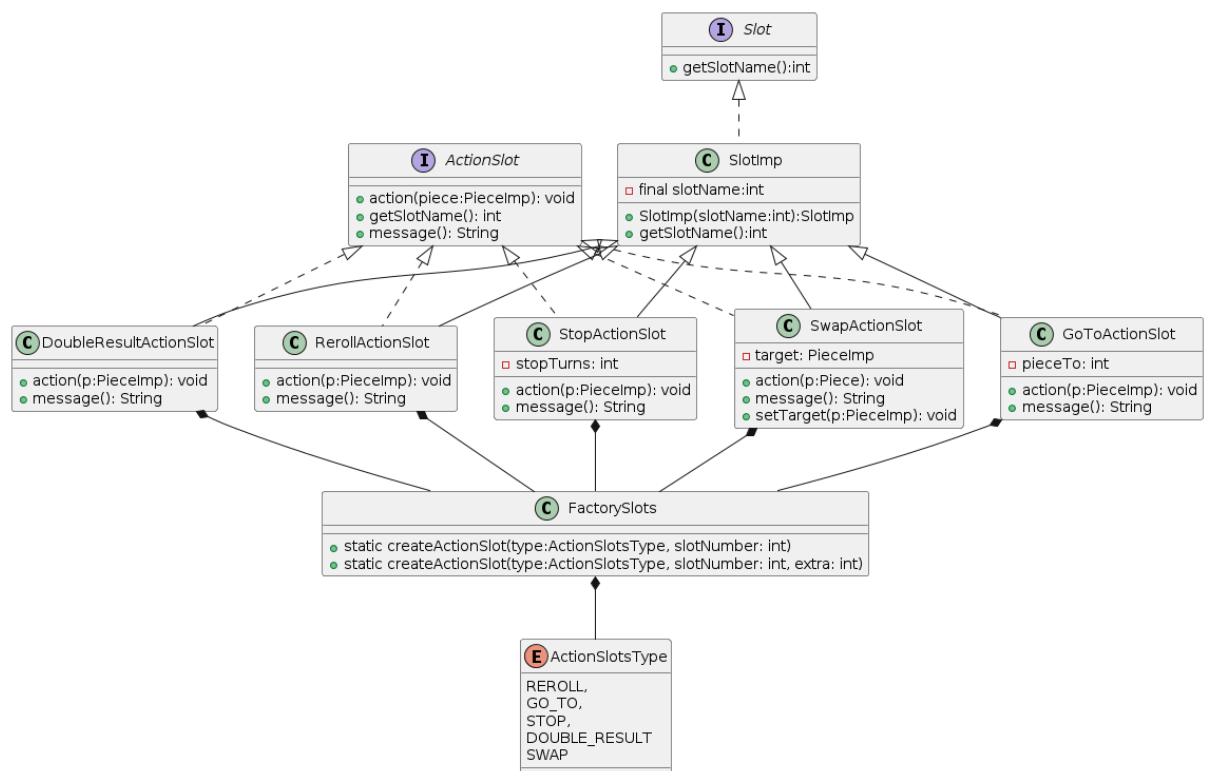 I Slot
+ getSlotName():int
I ActionSlot
action(piece:PieceImp): void
getSlotName(): int
message(): String
C SlotImp
final slotName:int
SlotImp(slotName:int):SlotImp
getSlotName():int
C DoubleResultActionSlot
action(p:PieceImp): void
message(): String
C RerollActionSlot
action(p:PieceImp): void
message(): String
C StopActionSlot
stopTurns: int
action(p:PieceImp): void
message(): String
C SwapActionSlot
target: PieceImp
action(p:Piece): void
message(): String
setTarget(p:PieceImp): void
C GoToActionSlot
pieceTo: int
action(p:PieceImp): void
message(): String
C FactorySlots
static createActionSlot(type:ActionSlotsType, slotNumber: int)
static createActionSlot(type:ActionSlotsType, slotNumber: int, extra: int)
E ActionSlotsType
REROLL,
GO_TO,
STOP,
DOUBLE_RESULT
SWAP